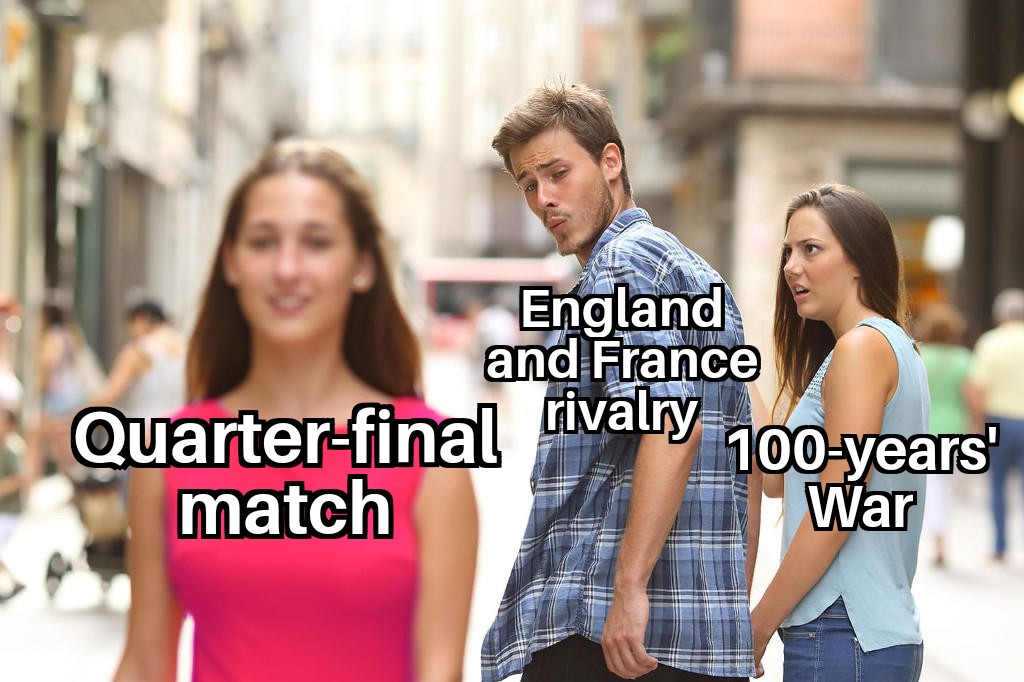 Quarter-final
match
England
and France
rivalry
100-years'
War